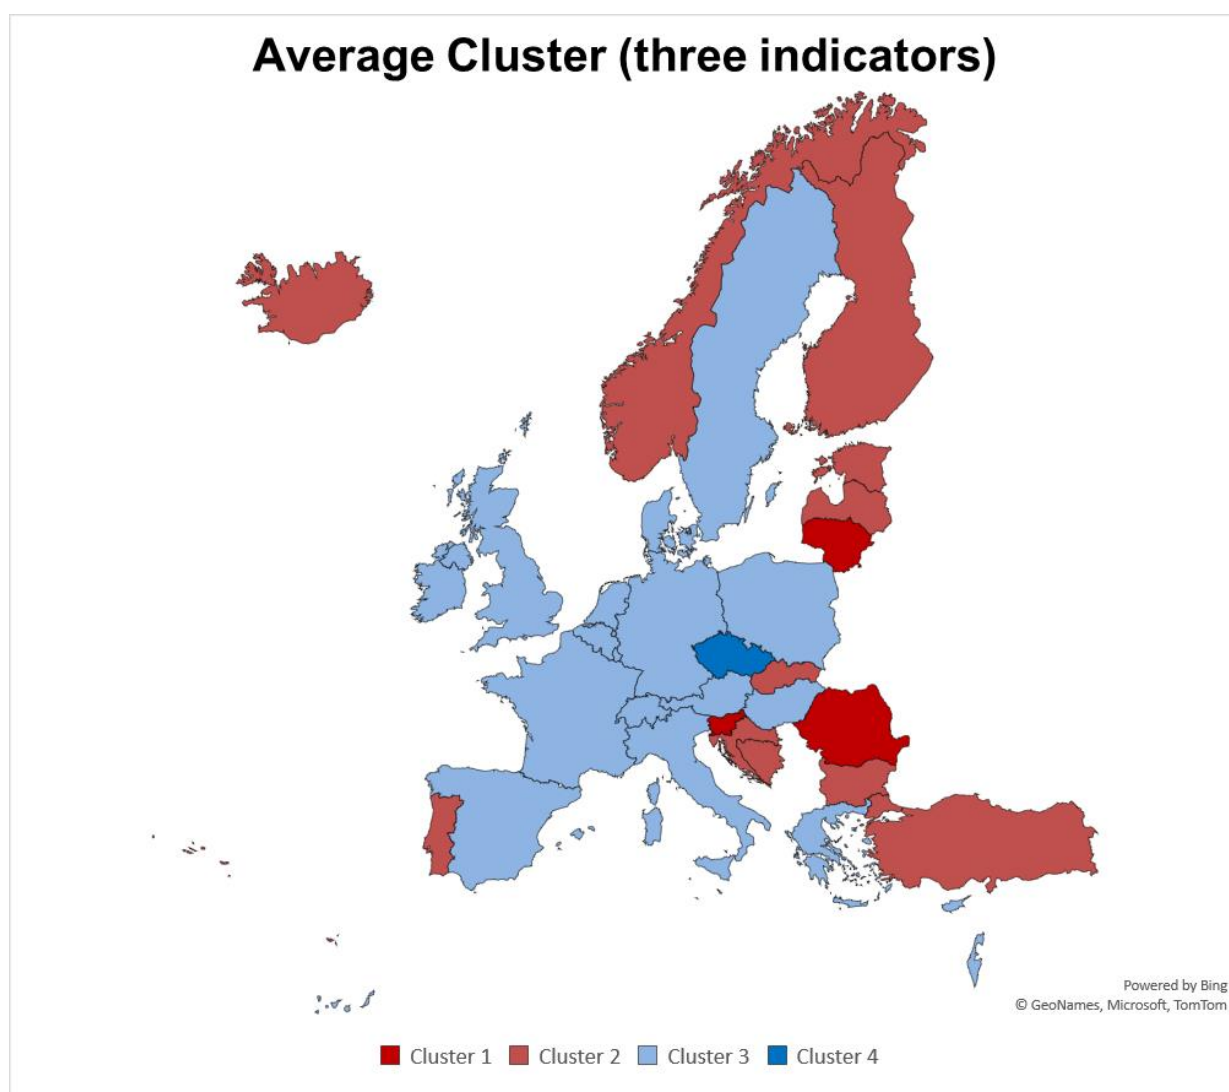 Average Cluster (three indicators)
Powered by Bing
© GeoNames, Microsoft, TomTom
Cluster 1 Cluster 2 Cluster 3 Cluster 4